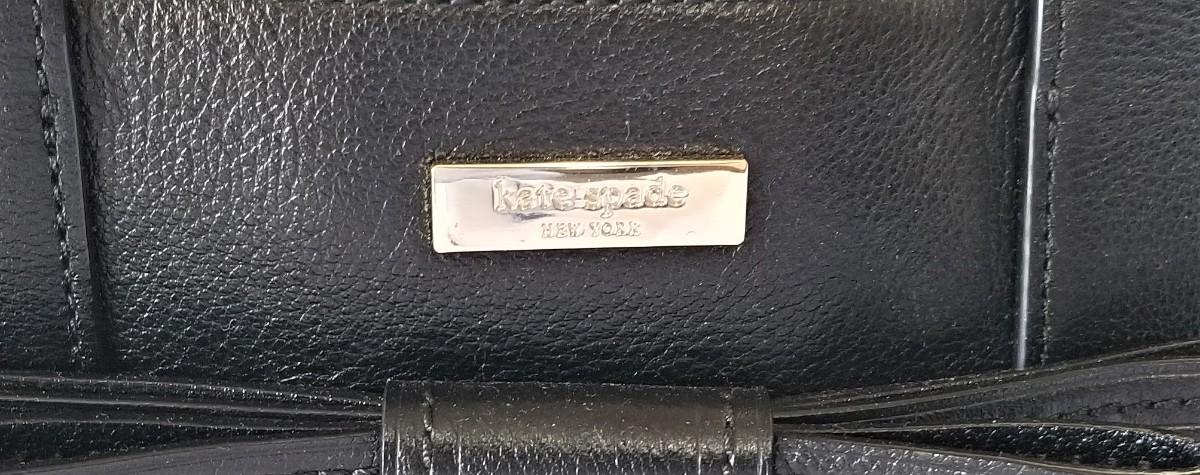 kate spade
NEW YORK